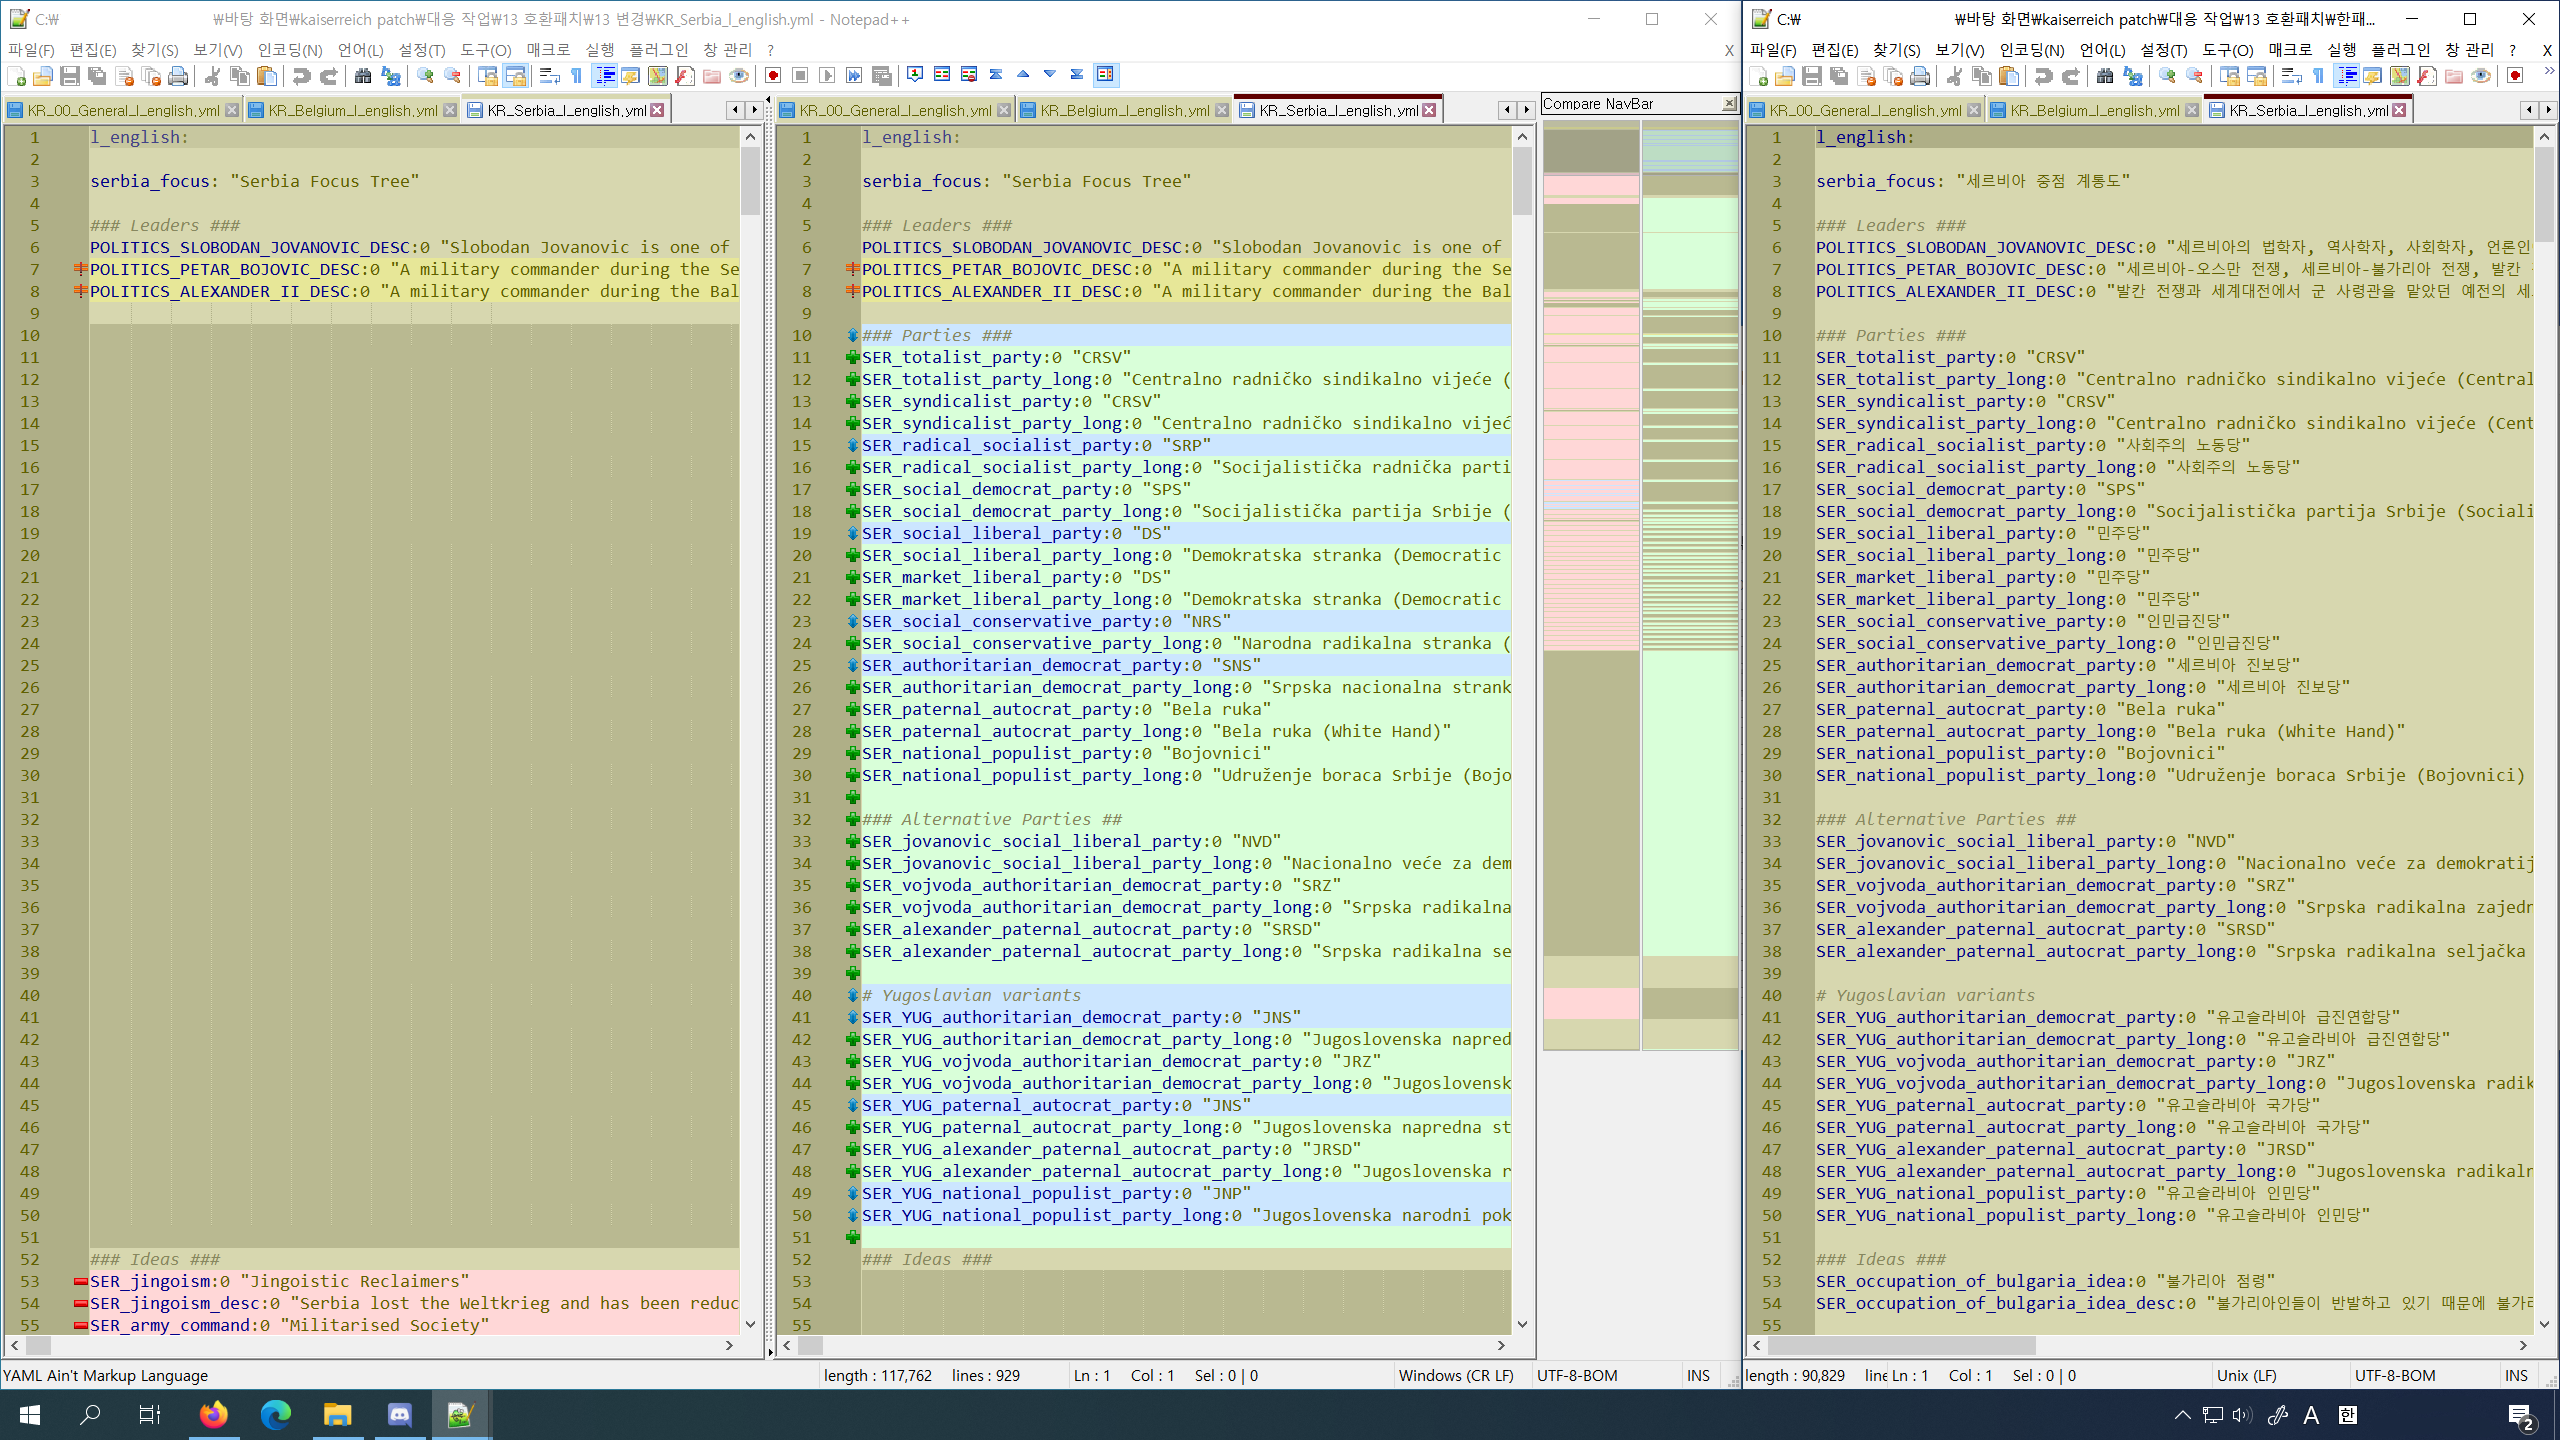 C:₩ ₩바탕 화면₩kaiserreich patch₩대응 작업₩13 호환패치₩13 변경₩KR_Serbia_l_english.yml - Notepad++
파일(F) 편집(E) 찾기(S) 보기(V) 인코딩(N) 언어(L) 설정(T) 도구(O) 매크로 실행 플러그인 창 관리 ? X
KR_00_General_l_english.yml KR_Belgium_l_english.yml KR_Serbia_l_english.yml
1 l_english:
2
3 serbia_focus: "Serbia Focus Tree"
4
5 ### Leaders ###
6 POLITICS_SLOBODAN_JOVANOVIC_DESC:0 "Slobodan Jovanovic is one of
7 POLITICS_PETAR_BOJOVIC_DESC:0 "A military commander during the Se
8 POLITICS_ALEXANDER_II_DESC:0 "A military commander during the Bal
9
10
11
12
13
14
15
16
17
18
19
20
21
22
23
24
25
26
27
28
29
30
31
32
33
34
35
36
37
38
39
40
41
42
43
44
45
46
47
48
49
50
51
52 ### Ideas ###
53 SER_jingoism:0 "Jingoistic Reclaimers"
54 SER_jingoism_desc:0 "Serbia lost the Weltkrieg and has been reduc
55 SER_army_command:0 "Militarised Society"
KR_00_General_l_english.yml KR_Belgium_l_english.yml KR_Serbia_l_english.yml
1 l_english:
2
3 serbia_focus: "Serbia Focus Tree"
4
5 ### Leaders ###
6 POLITICS_SLOBODAN_JOVANOVIC_DESC:0 "Slobodan Jovanovic is one of
7 POLITICS_PETAR_BOJOVIC_DESC:0 "A military commander during the Se
8 POLITICS_ALEXANDER_II_DESC:0 "A military commander during the Bal
9
10 ### Parties ###
11 SER_totalist_party:0 "CRSV"
12 SER_totalist_party_long:0 "Centralno radničko sindikalno vijeće (
13 SER_syndicalist_party:0 "CRSV"
14 SER_syndicalist_party_long:0 "Centralno radničko sindikalno vijeć
15 SER_radical_socialist_party:0 "SRP"
16 SER_radical_socialist_party_long:0 "Socijalistička radnička parti
17 SER_social_democrat_party:0 "SPS"
18 SER_social_democrat_party_long:0 "Socijalistička partija Srbije (
19 SER_social_liberal_party:0 "DS"
20 SER_social_liberal_party_long:0 "Demokratska stranka (Democratic
21 SER_market_liberal_party:0 "DS"
22 SER_market_liberal_party_long:0 "Demokratska stranka (Democratic
23 SER_social_conservative_party:0 "NRS"
24 SER_social_conservative_party_long:0 "Narodna radikalna stranka (
25 SER_authoritarian_democrat_party:0 "SNS"
26 SER_authoritarian_democrat_party_long:0 "Srpska nacionalna strank
27 SER_paternal_autocrat_party:0 "Bela ruka"
28 SER_paternal_autocrat_party_long:0 "Bela ruka (White Hand)"
29 SER_national_populist_party:0 "Bojovnici"
30 SER_national_populist_party_long:0 "Udruženje boraca Srbije (Bojo
31
32 ### Alternative Parties ##
33 SER_jovanovic_social_liberal_party:0 "NVD"
34 SER_jovanovic_social_liberal_party_long:0 "Nacionalno veće za dem
35 SER_vojvoda_authoritarian_democrat_party:0 "SRZ"
36 SER_vojvoda_authoritarian_democrat_party_long:0 "Srpska radikalna
37 SER_alexander_paternal_autocrat_party:0 "SRSD"
38 SER_alexander_paternal_autocrat_party_long:0 "Srpska radikalna se
39
40 # Yugoslavian variants
41 SER_YUG_authoritarian_democrat_party:0 "JNS"
42 SER_YUG_authoritarian_democrat_party_long:0 "Jugoslovenska napred
43 SER_YUG_vojvoda_authoritarian_democrat_party:0 "JRZ"
44 SER_YUG_vojvoda_authoritarian_democrat_party_long:0 "Jugoslovensk
45 SER_YUG_paternal_autocrat_party:0 "JNS"
46 SER_YUG_paternal_autocrat_party_long:0 "Jugoslovenska napredna st
47 SER_YUG_alexander_paternal_autocrat_party:0 "JRSD"
48 SER_YUG_alexander_paternal_autocrat_party_long:0 "Jugoslovenska r
49 SER_YUG_national_populist_party:0 "JNP"
50 SER_YUG_national_populist_party_long:0 "Jugoslovenska narodni pok
51
52 ### Ideas ###
53
54
55
Compare NavBar
YAML Ain't Markup Language length : 117,762 lines : 929 Ln : 1 Col : 1 Sel : 0 | 0 Windows (CR LF) UTF-8-BOM INS
C:₩ ₩바탕 화면₩kaiserreich patch₩대응 작업₩13 호환패치₩한패...
파일(F) 편집(E) 찾기(S) 보기(V) 인코딩(N) 언어(L) 설정(T) 도구(O) 매크로 실행 플러그인 창 관리 ? X
KR_00_General_l_english.yml KR_Belgium_l_english.yml KR_Serbia_l_english.yml
1 l_english:
2
3 serbia_focus: "세르비아 중점 계통도"
4
5 ### Leaders ###
6 POLITICS_SLOBODAN_JOVANOVIC_DESC:0 "세르비아의 법학자, 역사학자, 사회학자, 언론인
7 POLITICS_PETAR_BOJOVIC_DESC:0 "세르비아-오스만 전쟁, 세르비아-불가리아 전쟁, 발칸
8 POLITICS_ALEXANDER_II_DESC:0 "발칸 전쟁과 세계대전에서 군 사령관을 맡았던 예전의 세
9
10 ### Parties ###
11 SER_totalist_party:0 "CRSV"
12 SER_totalist_party_long:0 "Centralno radničko sindikalno vijeće (Central
13 SER_syndicalist_party:0 "CRSV"
14 SER_syndicalist_party_long:0 "Centralno radničko sindikalno vijeće (Cent
15 SER_radical_socialist_party:0 "사회주의 노동당"
16 SER_radical_socialist_party_long:0 "사회주의 노동당"
17 SER_social_democrat_party:0 "SPS"
18 SER_social_democrat_party_long:0 "Socijalistička partija Srbije (Sociali
19 SER_social_liberal_party:0 "민주당"
20 SER_social_liberal_party_long:0 "민주당"
21 SER_market_liberal_party:0 "민주당"
22 SER_market_liberal_party_long:0 "민주당"
23 SER_social_conservative_party:0 "인민급진당"
24 SER_social_conservative_party_long:0 "인민급진당"
25 SER_authoritarian_democrat_party:0 "세르비아 진보당"
26 SER_authoritarian_democrat_party_long:0 "세르비아 진보당"
27 SER_paternal_autocrat_party:0 "Bela ruka"
28 SER_paternal_autocrat_party_long:0 "Bela ruka (White Hand)"
29 SER_national_populist_party:0 "Bojovnici"
30 SER_national_populist_party_long:0 "Udruženje boraca Srbije (Bojovnici)
31
32 ### Alternative Parties ##
33 SER_jovanovic_social_liberal_party:0 "NVD"
34 SER_jovanovic_social_liberal_party_long:0 "Nacionalno veće za demokratij
35 SER_vojvoda_authoritarian_democrat_party:0 "SRZ"
36 SER_vojvoda_authoritarian_democrat_party_long:0 "Srpska radikalna zajedn
37 SER_alexander_paternal_autocrat_party:0 "SRSD"
38 SER_alexander_paternal_autocrat_party_long:0 "Srpska radikalna seljačka
39
40 # Yugoslavian variants
41 SER_YUG_authoritarian_democrat_party:0 "유고슬라비아 급진연합당"
42 SER_YUG_authoritarian_democrat_party_long:0 "유고슬라비아 급진연합당"
43 SER_YUG_vojvoda_authoritarian_democrat_party:0 "JRZ"
44 SER_YUG_vojvoda_authoritarian_democrat_party_long:0 "Jugoslovenska radik
45 SER_YUG_paternal_autocrat_party:0 "유고슬라비아 국가당"
46 SER_YUG_paternal_autocrat_party_long:0 "유고슬라비아 국가당"
47 SER_YUG_alexander_paternal_autocrat_party:0 "JRSD"
48 SER_YUG_alexander_paternal_autocrat_party_long:0 "Jugoslovenska radikaln
49 SER_YUG_national_populist_party:0 "유고슬라비아 인민당"
50 SER_YUG_national_populist_party_long:0 "유고슬라비아 인민당"
51
52 ### Ideas ###
53 SER_occupation_of_bulgaria_idea:0 "불가리아 점령"
54 SER_occupation_of_bulgaria_idea_desc:0 "불가리아인들이 반발하고 있기 때문에 불가리
55
length : 90,829 line Ln : 1 Col : 1 Sel : 0 | 0 Unix (LF) UTF-8-BOM INS
A 한 2